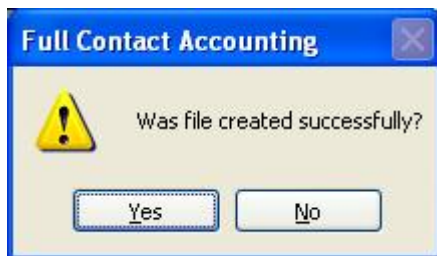 Full Contact Accounting
Was file created successfully?
Yes
No